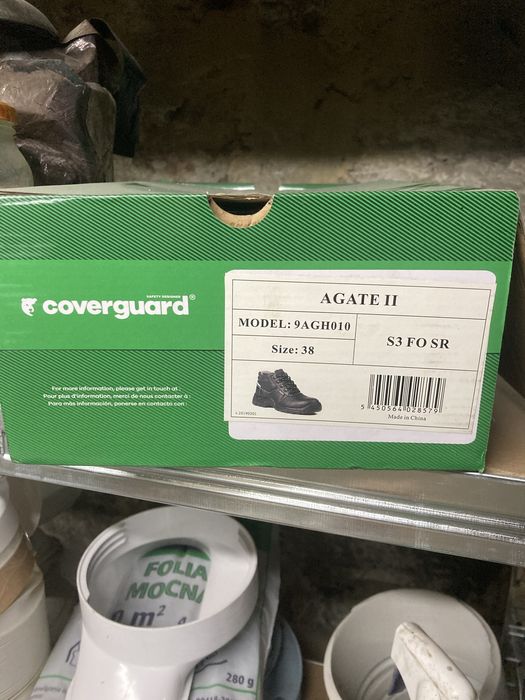 SAFETY DESIGNER
coverguard®
For more information, please get in touch at :
Pour plus d'information, merci de nous contacter à :
Para más información, ponerse en contacto con :
AGATE II
MODEL: 9AGH010
Size: 38
S3 FO SR
5 450564 028579
Made in China
FOLIA
MOCNA
m²
280 g